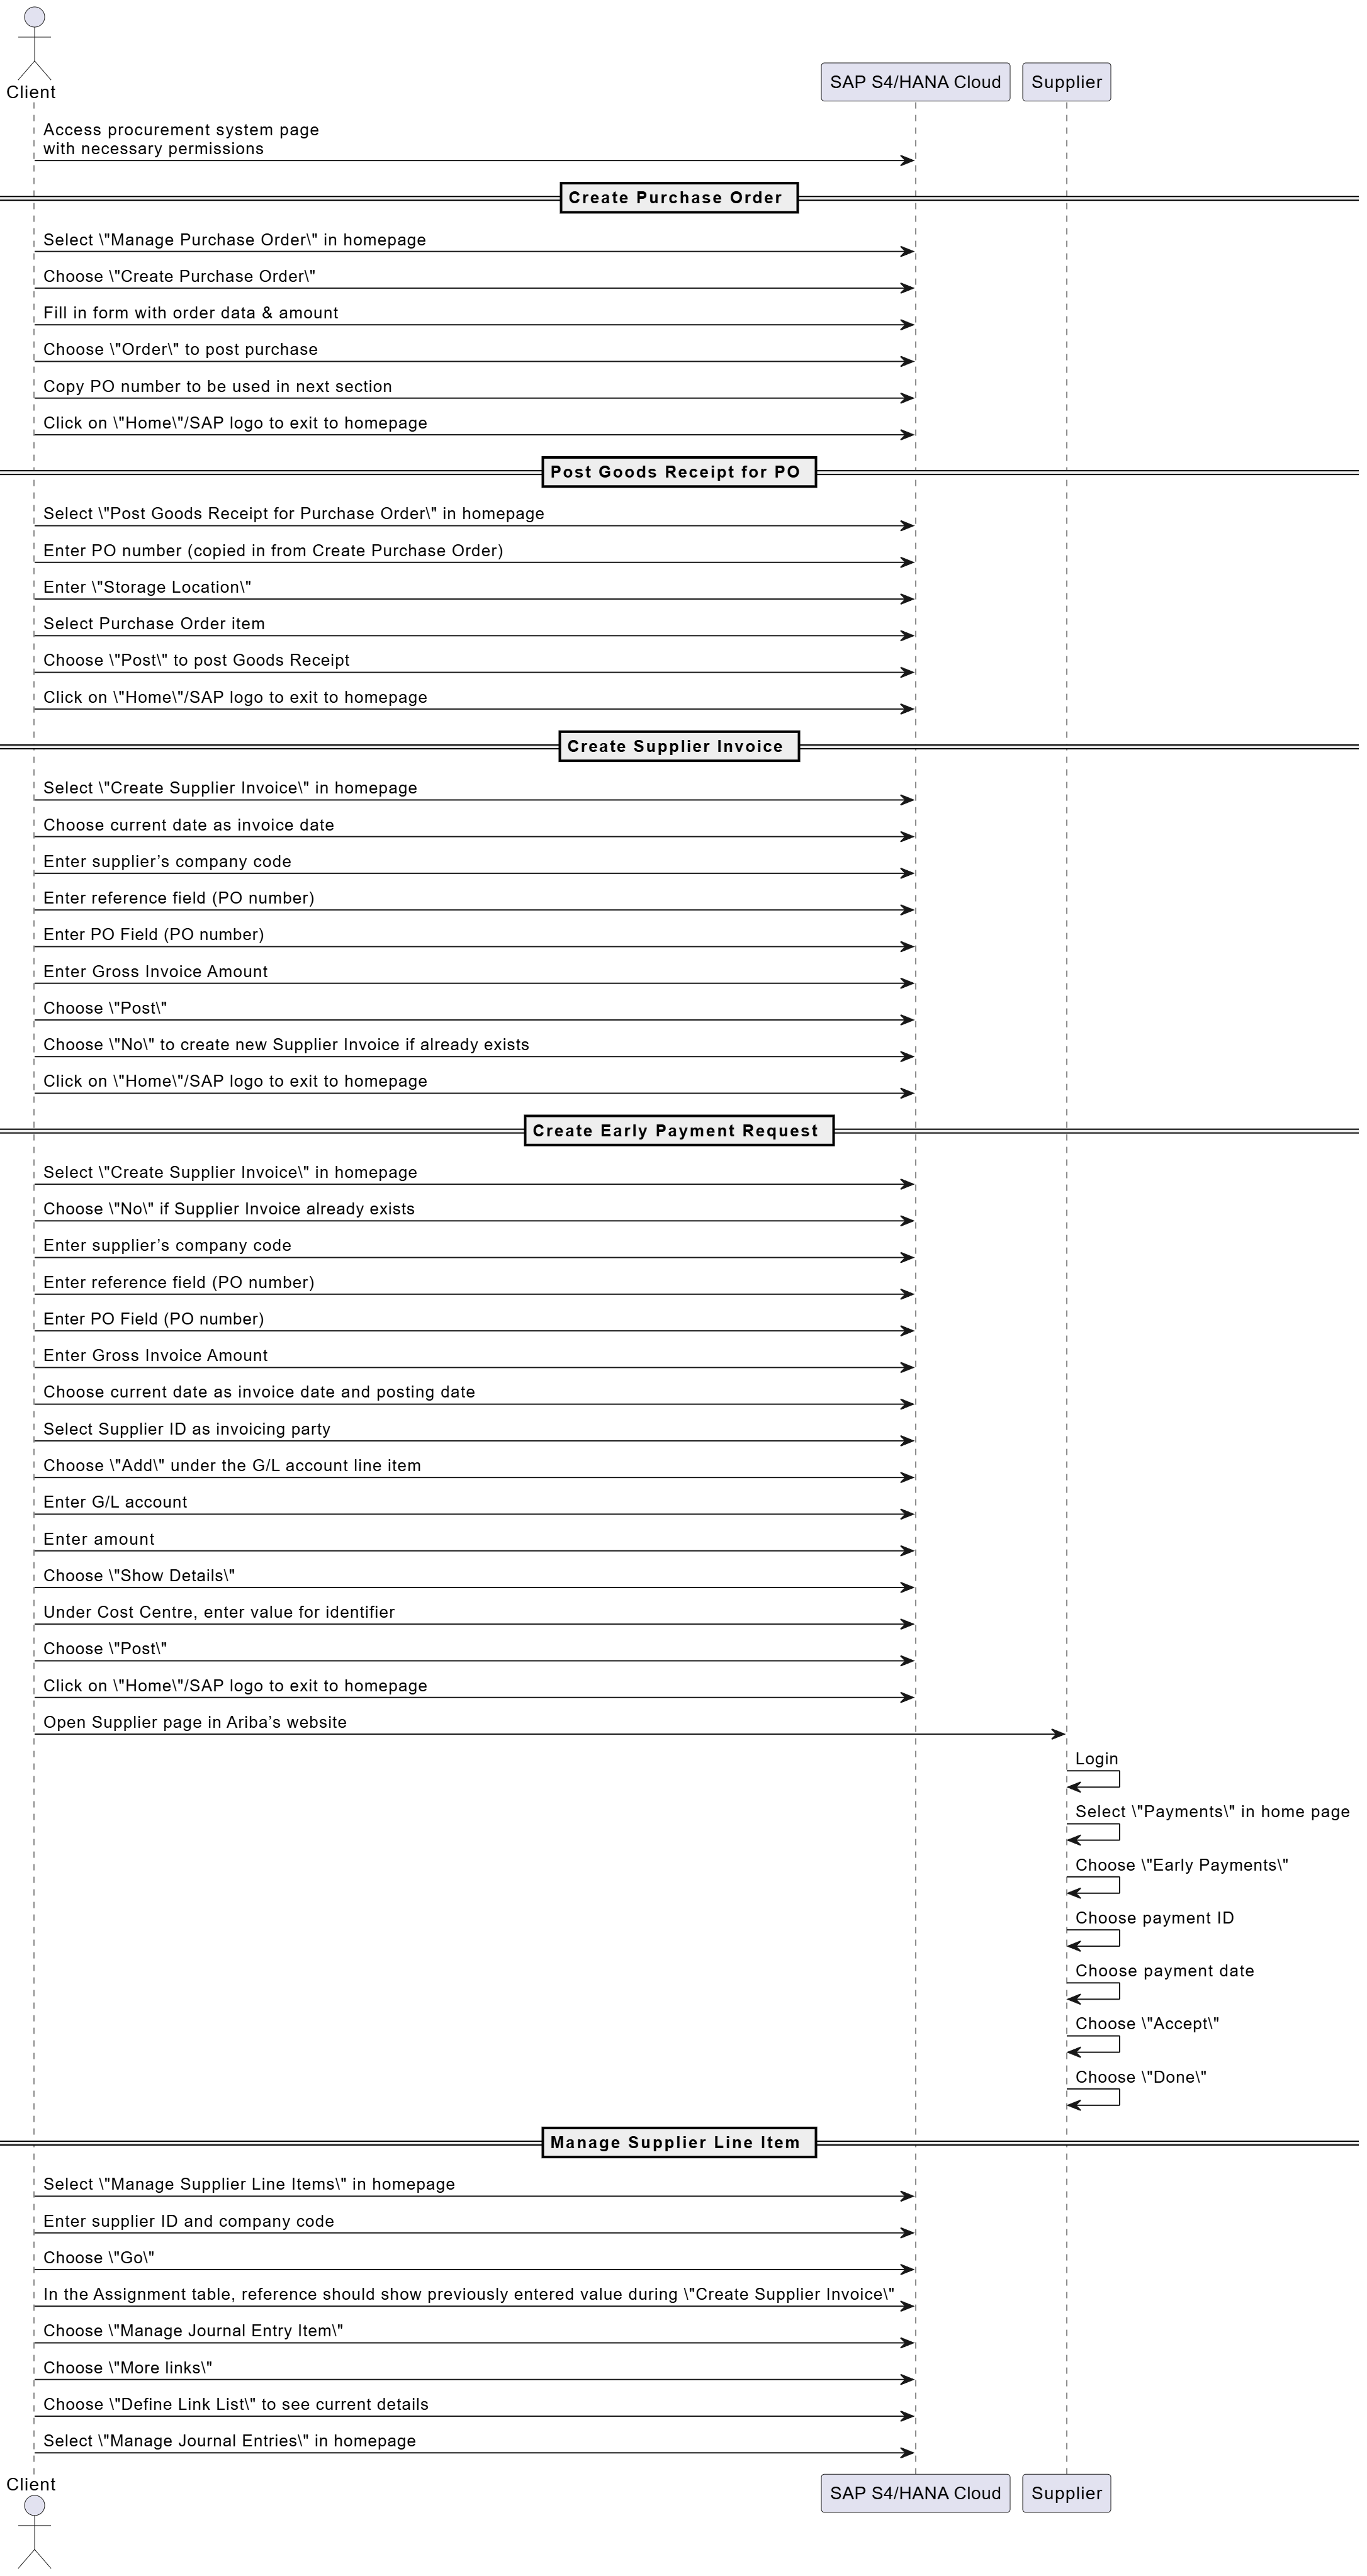 Client
SAP S4/HANA Cloud
Supplier
Access procurement system page
with necessary permissions
Create Purchase Order
Select \"Manage Purchase Order\" in homepage
Choose \"Create Purchase Order\"
Fill in form with order data & amount
Choose \"Order\" to post purchase
Copy PO number to be used in next section
Click on \"Home\"/SAP logo to exit to homepage
Post Goods Receipt for PO
Select \"Post Goods Receipt for Purchase Order\" in homepage
Enter PO number (copied in from Create Purchase Order)
Enter \"Storage Location\"
Select Purchase Order item
Choose \"Post\" to post Goods Receipt
Click on \"Home\"/SAP logo to exit to homepage
Create Supplier Invoice
Select \"Create Supplier Invoice\" in homepage
Choose current date as invoice date
Enter supplier’s company code
Enter reference field (PO number)
Enter PO Field (PO number)
Enter Gross Invoice Amount
Choose \"Post\"
Choose \"No\" to create new Supplier Invoice if already exists
Click on \"Home\"/SAP logo to exit to homepage
Create Early Payment Request
Select \"Create Supplier Invoice\" in homepage
Choose \"No\" if Supplier Invoice already exists
Enter supplier’s company code
Enter reference field (PO number)
Enter PO Field (PO number)
Enter Gross Invoice Amount
Choose current date as invoice date and posting date
Select Supplier ID as invoicing party
Choose \"Add\" under the G/L account line item
Enter G/L account
Enter amount
Choose \"Show Details\"
Under Cost Centre, enter value for identifier
Choose \"Post\"
Click on \"Home\"/SAP logo to exit to homepage
Open Supplier page in Ariba’s website
Login
Select \"Payments\" in home page
Choose \"Early Payments\"
Choose payment ID
Choose payment date
Choose \"Accept\"
Choose \"Done\"
Manage Supplier Line Item
Select \"Manage Supplier Line Items\" in homepage
Enter supplier ID and company code
Choose \"Go\"
In the Assignment table, reference should show previously entered value during \"Create Supplier Invoice\"
Choose \"Manage Journal Entry Item\"
Choose \"More links\"
Choose \"Define Link List\" to see current details
Select \"Manage Journal Entries\" in homepage
Client
SAP S4/HANA Cloud
Supplier